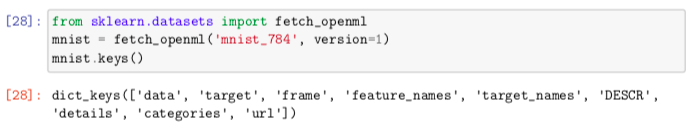 [28]: from sklearn.datasets import fetch_openml
mnist = fetch_openml('mnist_784', version=1)
mnist.keys()
[28]: dict_keys(['data', 'target', 'frame', 'feature_names', 'target_names', 'DESCR',
'details', 'categories', 'url'])